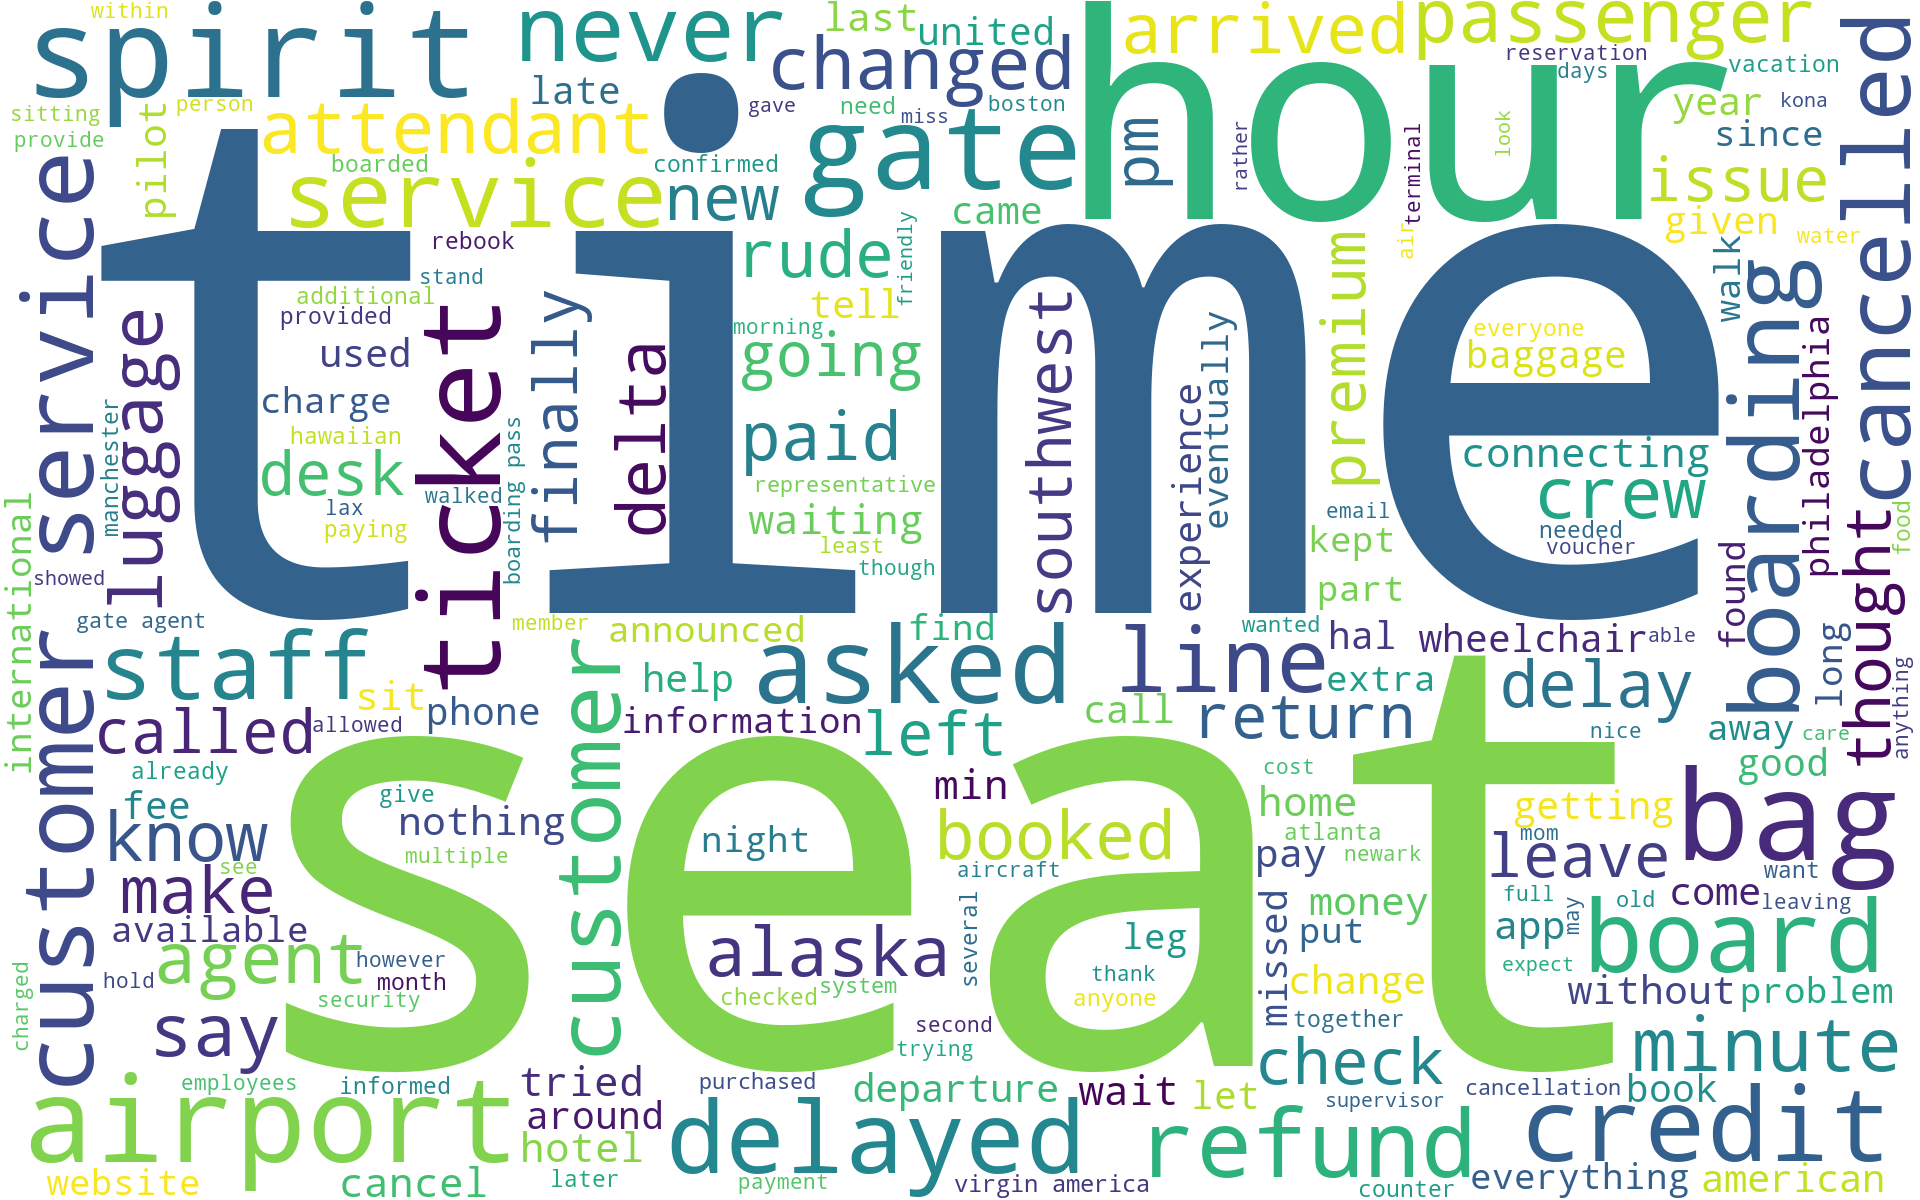 within
spirit
never
last
united
arrived
passenger
changed
hour
reservation
days
vacation
late
sitting
person
gave
need
miss
boston
year
kona
provide
pilot
attendant
boarded
confirmed
gate
pm
rather
terminal
look
since
cancelled
service
new
came
issue
given
water
air
time
rebook
stand
rude
friendly
tell
premium
walk
customer service
luggage
additional
provided
used
ticket
finally
delta
morning
going
southwest
experience
eventually
everyone
baggage
boarding
philadelphia
charge
hawaiian
desk
manchester
boarding pass
paid
walked
lax
paying
representative
waiting
least
though
connecting
crew
email
needed
voucher
kept
part
found
thought
food
international
showed
gate agent
staff
member
announced
find
asked
line
wanted
hal
wheelchair
able
long
anything
sit
help
extra
delay
called
allowed
phone
customer
information
left
call
return
nice
away
care
good
already
fee
give
nothing
know
multiple
see
seat
min
night
booked
aircraft
cost
home
atlanta
pay
newark
getting
mom
leave
want
bag
make
available
agent
however
month
security
hold
charged
alaska
several
leg
thank
checked
system
anyone
missed
money
put
change
together
full
old
may
come
leaving
app
board
expect
without
problem
say
second
trying
check
minute
airport
employees
informed
tried
around
purchased
departure
wait
let
supervisor
cancellation
book
credit
hotel
delayed
refund
website
cancel
later
payment
virgin america
counter
everything
american